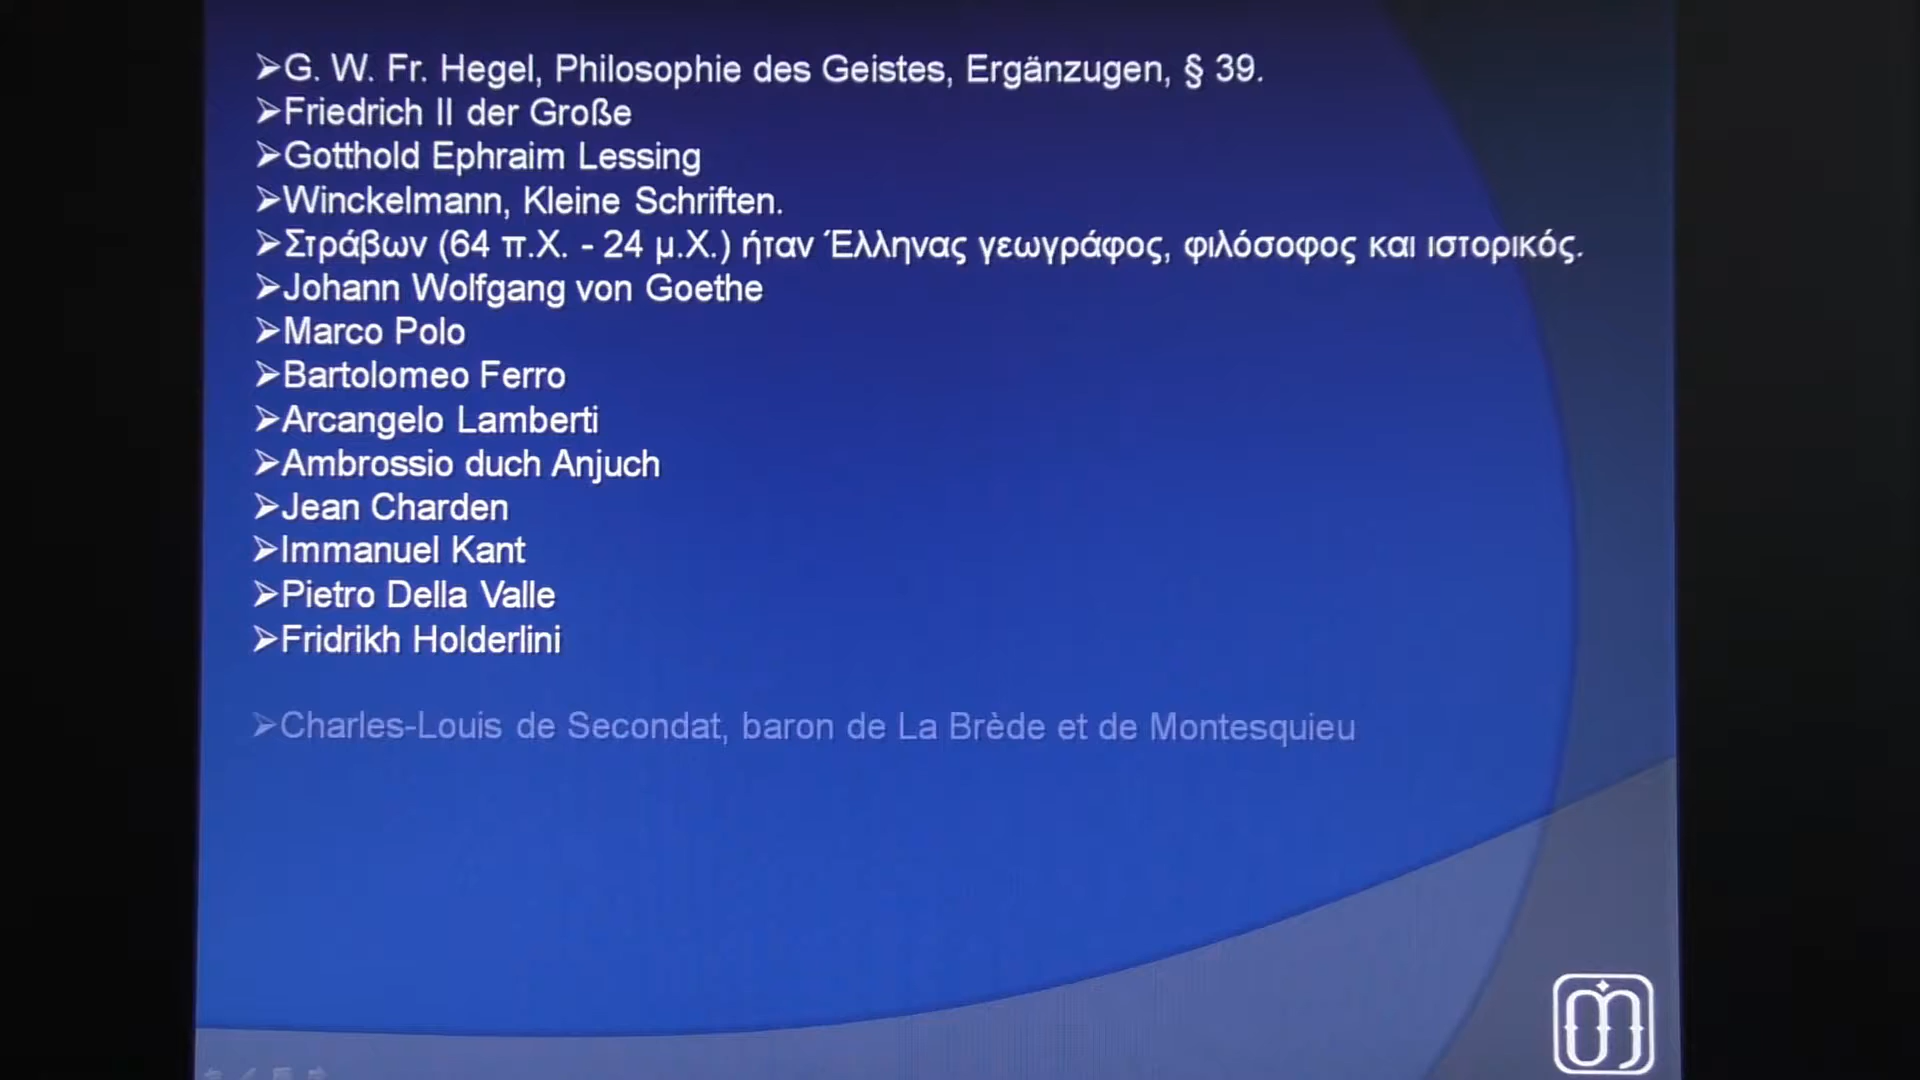 ➢G. W. Fr. Hegel, Philosophie des Geistes, Ergänzugen, § 39.
➢Friedrich II der Große
➢Gotthold Ephraim Lessing
➢Winckelmann, Kleine Schriften.
➢Στράβων (64 π.Χ. - 24 μ.Χ.) ήταν Έλληνας γεωγράφος, φιλόσοφος και ιστορικός.
➢Johann Wolfgang von Goethe
➢Marco Polo
➢Bartolomeo Ferro
➢Arcangelo Lamberti
➢Ambrossio duch Anjuch
➢Jean Charden
➢Immanuel Kant
➢Pietro Della Valle
➢Fridrikh Holderlini
➢Charles-Louis de Secondat, baron de La Brède et de Montesquieu